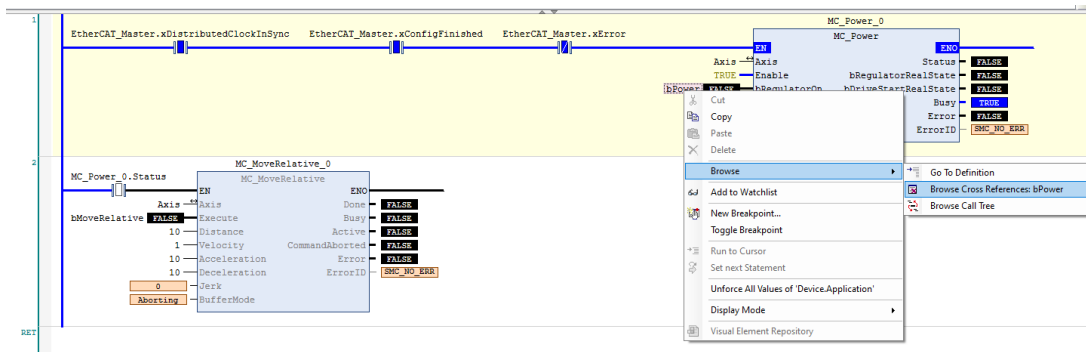 1
MC_Power_0
EtherCAT_Master.xDistributedClockInSync EtherCAT_Master.xConfigFinished EtherCAT_Master.xError
MC_Power
EN ENO
Axis Axis Status FALSE
TRUE Enable bRegulatorRealState FALSE
bPower FALSE bRegulatorOn bDriveStartRealState FALSE
Busy TRUE
Error FALSE
ErrorID SMC_NO_ERR
Cut
Copy
Paste
Delete
Browse
Add to Watchlist
New Breakpoint...
Toggle Breakpoint
Run to Cursor
Set next Statement
Unforce All Values of 'Device.Application'
Display Mode
Visual Element Repository
Go To Definition
Browse Cross References: bPower
Browse Call Tree
2
MC_MoveRelative_0
MC_Power_0.Status MC_MoveRelative
EN ENO
Axis Axis Done FALSE
bMoveRelative FALSE Execute Busy FALSE
10 Distance Active FALSE
1 Velocity CommandAborted FALSE
10 Acceleration Error FALSE
10 Deceleration ErrorID SMC_NO_ERR
0 Jerk
Aborting BufferMode
RET